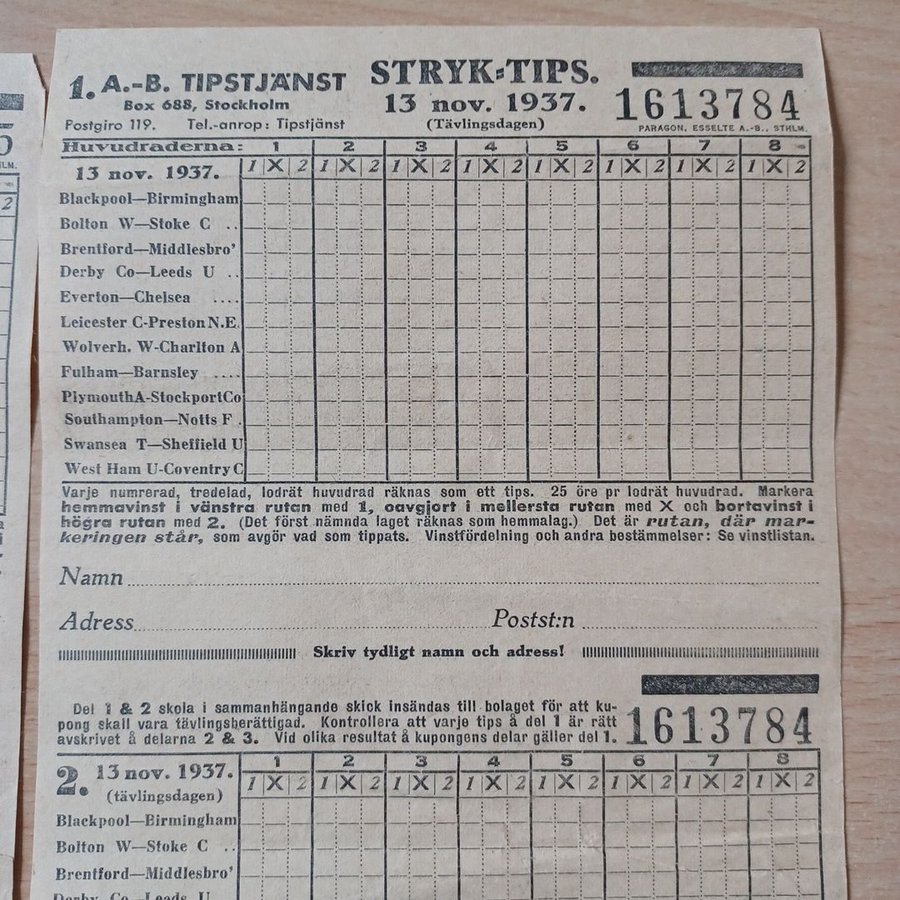 1. A.-B. TIPSTJÄNST
Box 688, Stockholm
Postgiro 119. Tel.-anrop: Tipstjänst
STRYK-TIPS.
13 nov. 1937.
(Tävlingsdagen)
1613784
PARAGON, ESSELTE A.-B., STHLM.
Huvudraderna: 1 2 3 4 5 6 7 8
13 nov. 1937. 1 X 2 1 X 2 1 X 2 1 X 2 1 X 2 1 X 2 1 X 2 1 X 2
Blackpool—Birmingham
Bolton W—Stoke C ..
Brentford—Middlesbro'
Derby Co—Leeds U ..
Everton—Chelsea ....
Leicester C-Preston N.E.
Wolverh. W-Charlton A
Fulham—Barnsley ....
PlymouthA-StockportCo
Southampton—Notts F .
Swansea T—Sheffield U
West Ham U-Coventry C
Varje numrerad, tredelad, lodrät huvudrad räknas som ett tips. 25 öre pr lodrät huvudrad. Markera
hemmavinst i vänstra rutan med 1, oavgjort i mellersta rutan med X och bortavinst i
högra rutan med 2. (Det först nämnda laget räknas som hemmalag.) Det är rutan, där mar-
keringen står, som avgör vad som tippats. Vinstfördelning och andra bestämmelser: Se vinstlistan.
Namn
Adress Postst:n
Skriv tydligt namn och adress!
Del 1 & 2 skola i sammanhängande skick insändas till bolaget för att ku-
pong skall vara tävlingsberättigad. Kontrollera att varje tips å del 1 är rätt
avskrivet å delarna 2 & 3. Vid olika resultat å kupongens delar gäller del 1.
1613784
2. 13 nov. 1937.
(tävlingsdagen)
1 2 3 4 5 6 7 8
1 X 2 1 X 2 1 X 2 1 X 2 1 X 2 1 X 2 1 X 2 1 X 2
Blackpool—Birmingham
Bolton W—Stoke C ..
Brentford—Middlesbro'
Derby Co—Leeds U